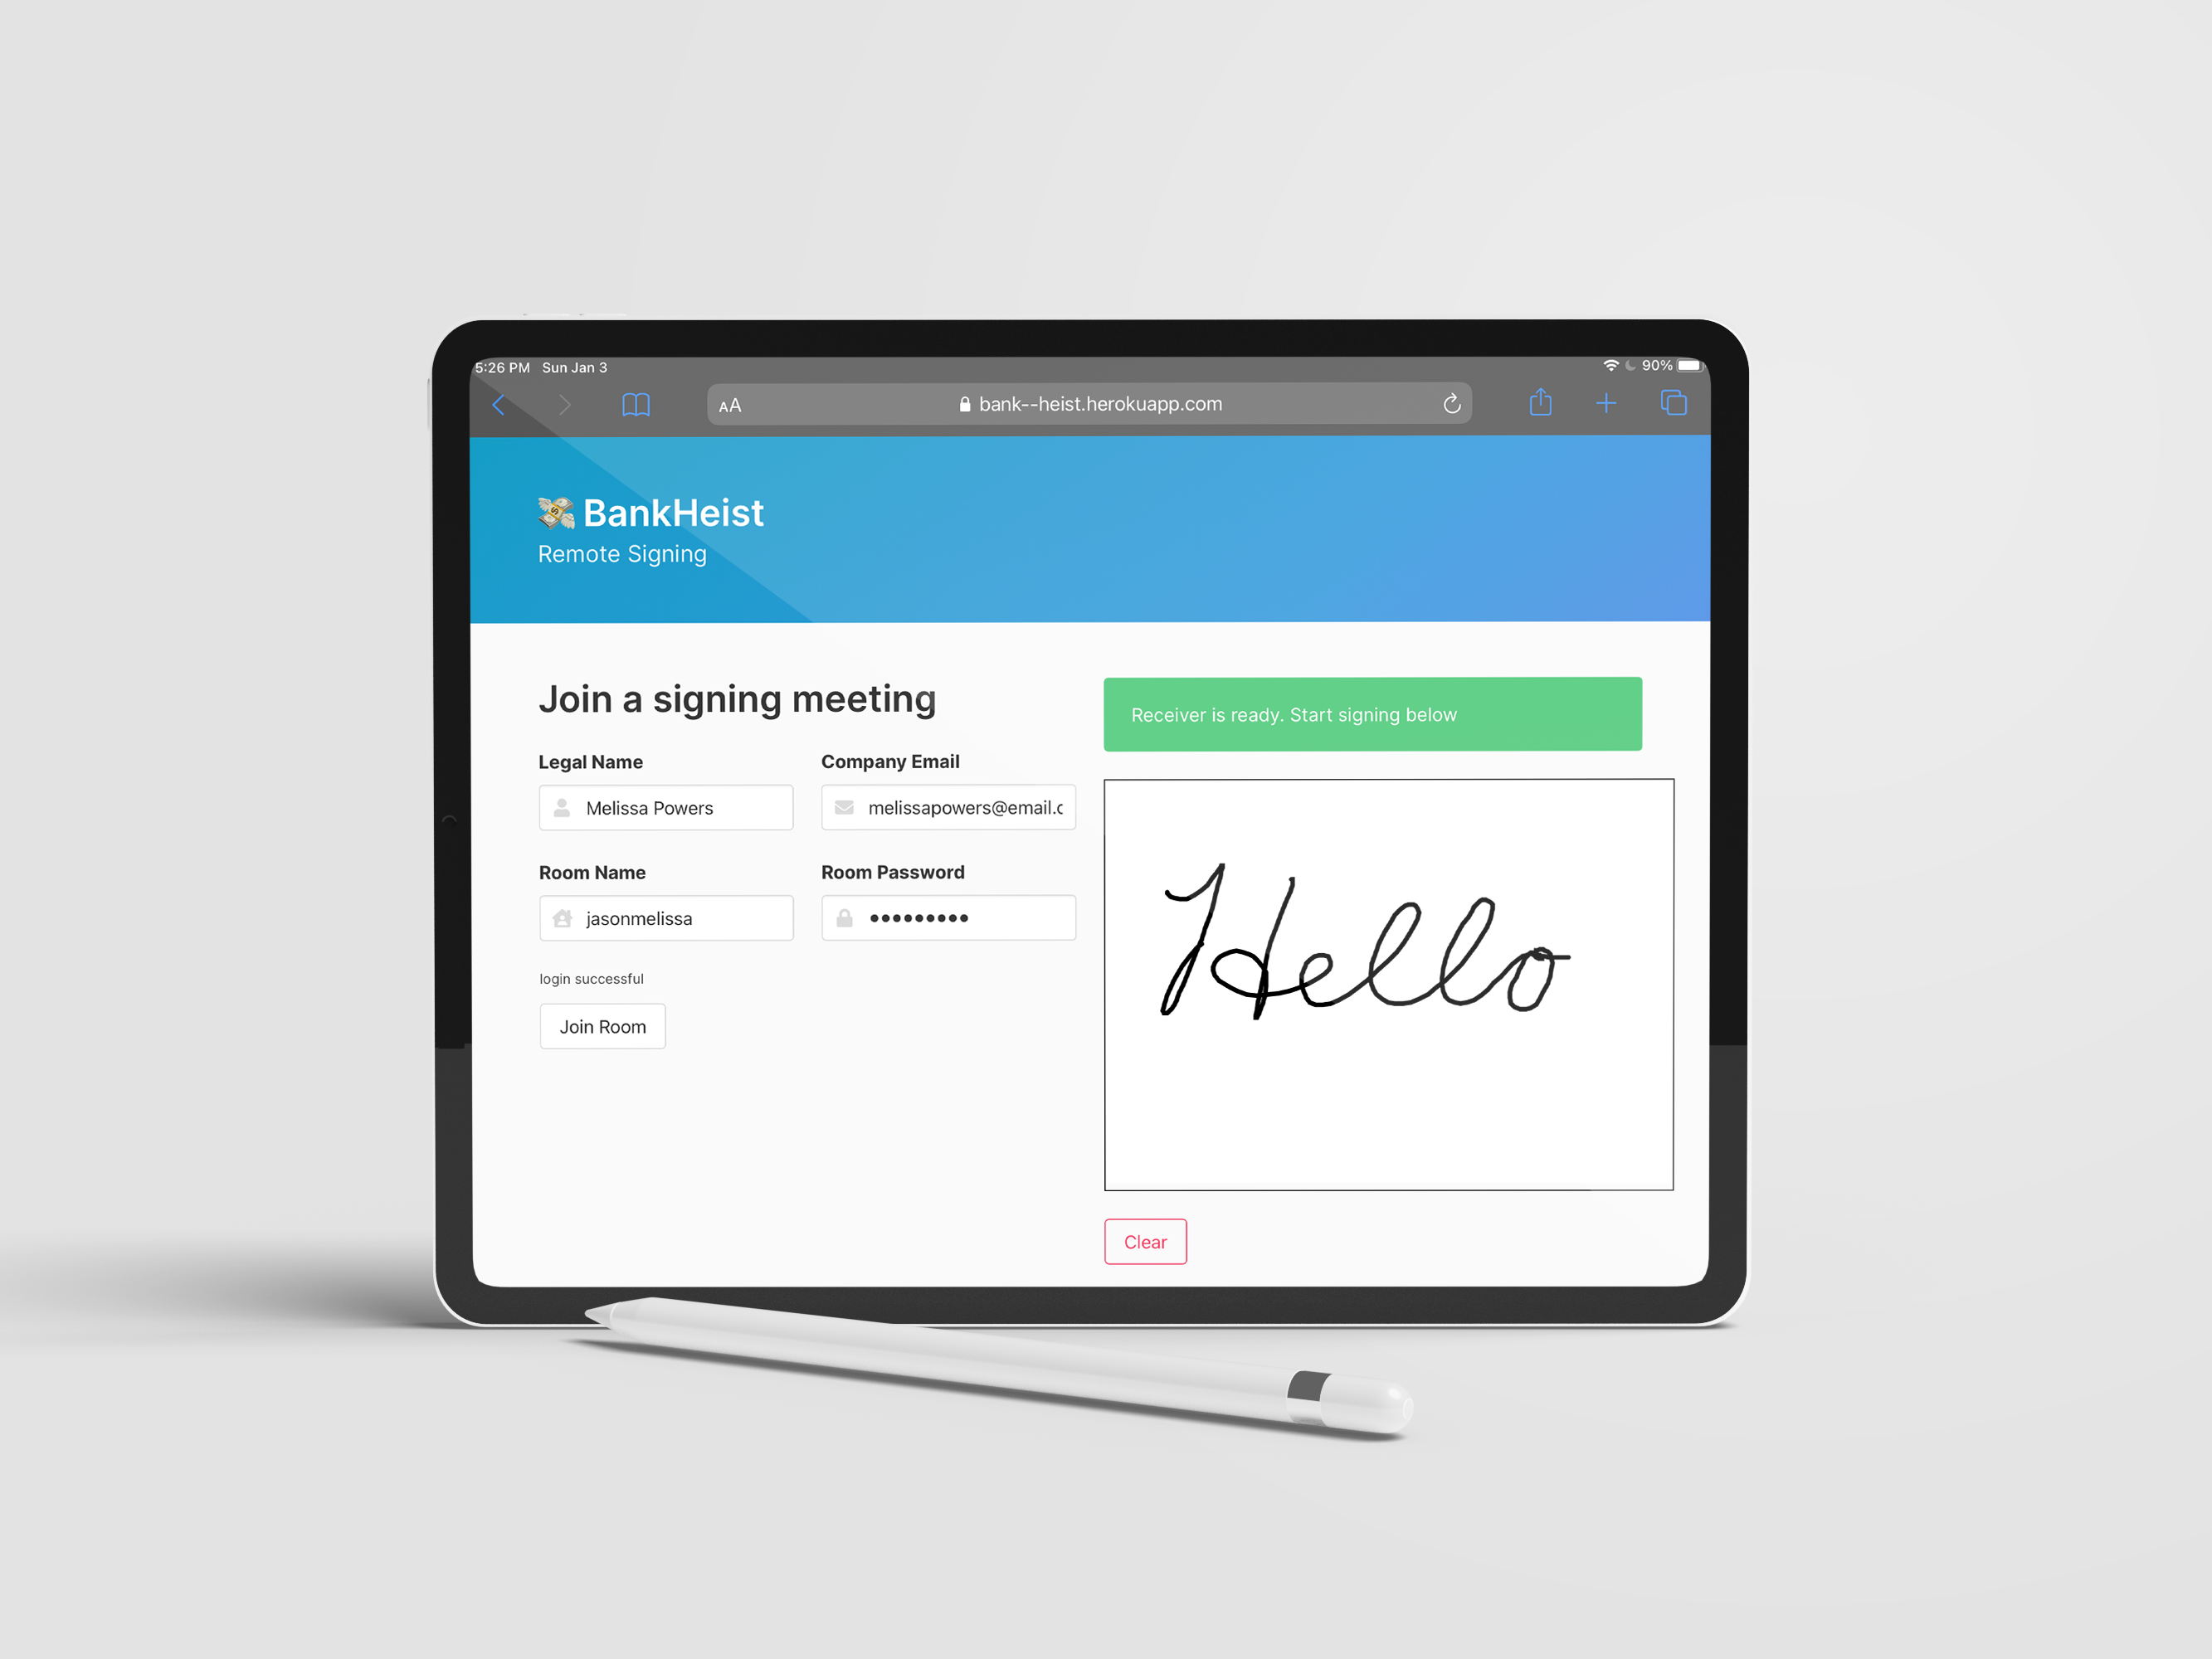 5:26 PM Sun Jan 3 90%
AA bank--heist.herokuapp.com
BankHeist
Remote Signing
Join a signing meeting
Receiver is ready. Start signing below
Legal Name Company Email
Melissa Powers melissapowers@email.c
Room Name Room Password
jasonmelissa
login successful
Join Room
Hello
Clear